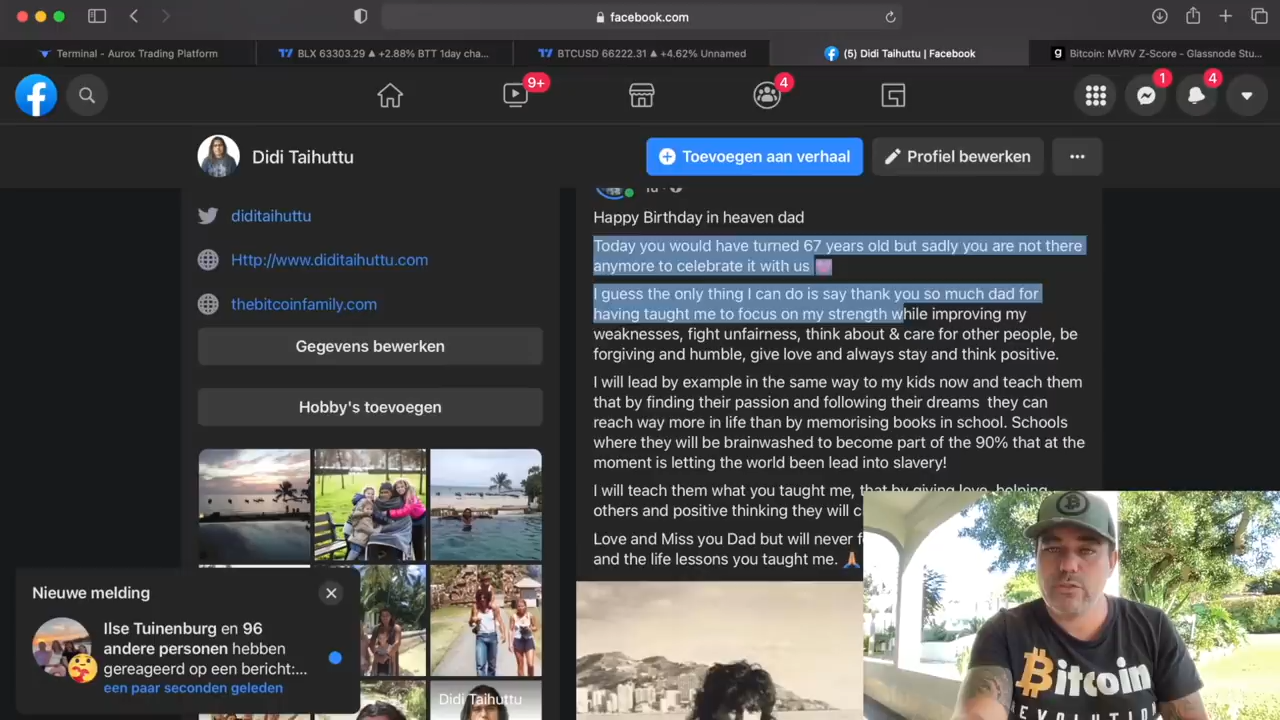 facebook.com
Terminal - Aurox Trading Platform
BLX 63303.29 ▲ +2.88% BTT 1day cha...
BTCUSD 66222.31 ▲ +4.62% Unnamed
(5) Didi Taihuttu | Facebook
g Bitcoin: MVRV Z-Score - Glassnode Stu...
9+
4
1
4
Didi Taihuttu
Toevoegen aan verhaal
Profiel bewerken
diditaihuttu
Http://www.diditaihuttu.com
thebitcoinfamily.com
Gegevens bewerken
Hobby's toevoegen
Happy Birthday in heaven dad
Today you would have turned 67 years old but sadly you are not there
anymore to celebrate it with us
I guess the only thing I can do is say thank you so much dad for
having taught me to focus on my strength while improving my
weaknesses, fight unfairness, think about & care for other people, be
forgiving and humble, give love and always stay and think positive.
I will lead by example in the same way to my kids now and teach them
that by finding their passion and following their dreams they can
reach way more in life than by memorising books in school. Schools
where they will be brainwashed to become part of the 90% that at the
moment is letting the world been lead into slavery!
I will teach them what you taught me, that by giving love, helping
others and positive thinking they will
Love and Miss you Dad but will never
and the life lessons you taught me. 🙏
Nieuwe melding
Ilse Tuinenburg en 96
andere personen hebben
gereageerd op een bericht:...
een paar seconden geleden
Didi Taihuttu
Bitcoin
REVOLUTION